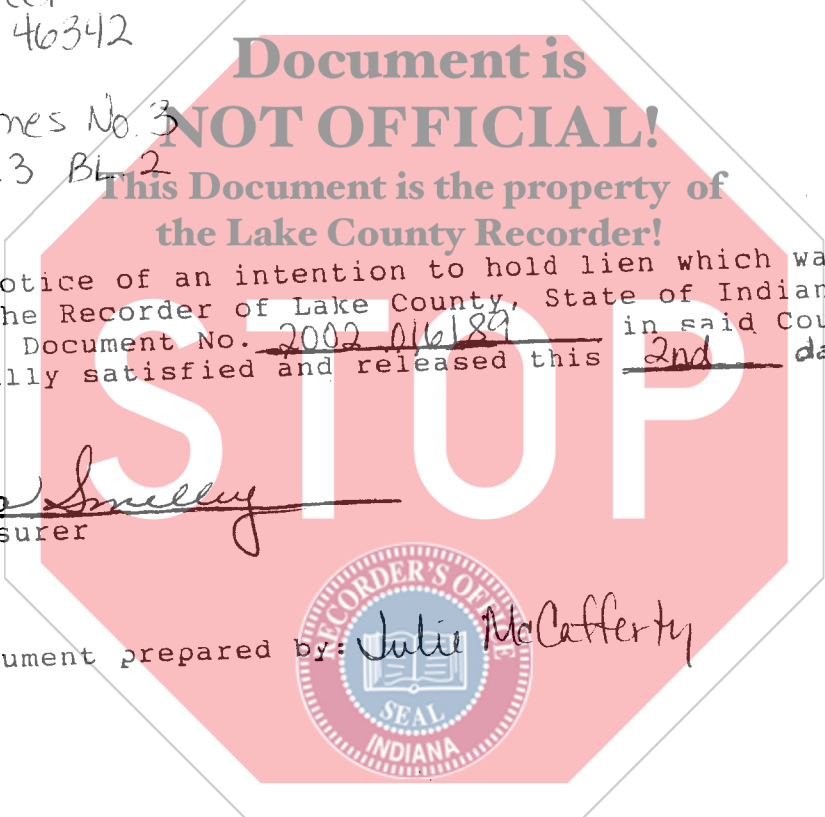 46342
Document is
mes No. 3
NOT OFFICIAL!
3 BL. 2
This Document is the property of
the Lake County Recorder!
otice of an intention to hold lien which wa
he Recorder of Lake County, State of Indian
Document No. 2002 016189 in said Cou
lly satisfied and released this 2nd da
STOP
Smelley
surer
RECORDER'S OFFICE
ument prepared by: Julie McCafferty
SEAL
INDIANA